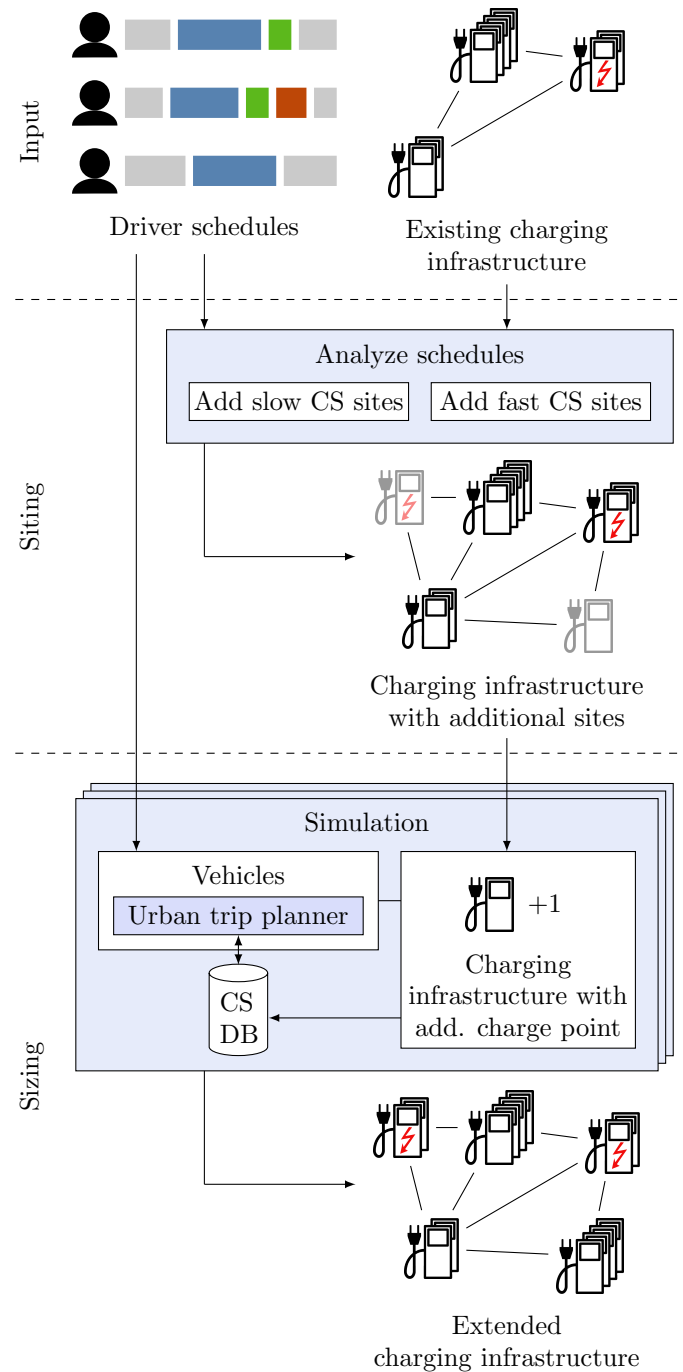 Input
Driver schedules
Existing charging
infrastructure
Siting
Analyze schedules
Add slow CS sites
Add fast CS sites
Charging infrastructure
with additional sites
Sizing
Simulation
Vehicles
Urban trip planner
CS
DB
+1
Charging
infrastructure with
add. charge point
Extended
charging infrastructure